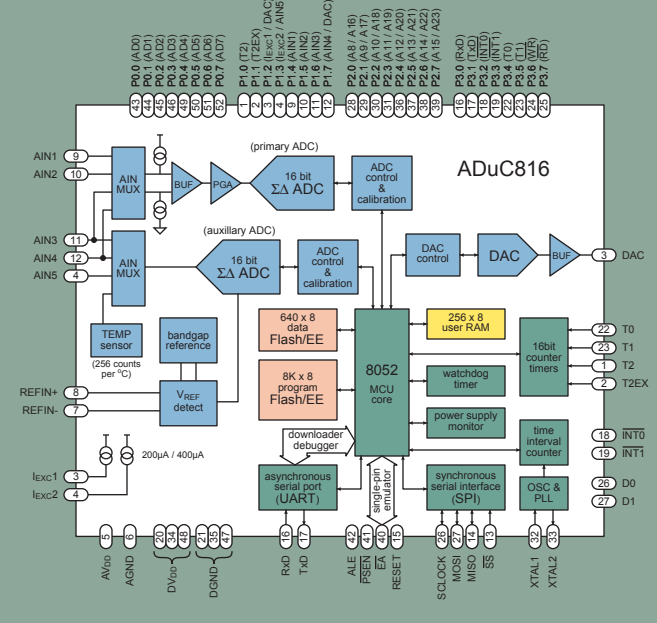 P0.0 (AD0)
P0.1 (AD1)
P0.2 (AD2)
P0.3 (AD3)
P0.4 (AD4)
P0.5 (AD5)
P0.6 (AD6)
P0.7 (AD7)
P1.0 (T2)
P1.1 (T2EX)
P1.2 (IEXC1 / DAC)
P1.3 (IEXC2 / AIN5)
P1.4 (AIN1)
P1.5 (AIN2)
P1.6 (AIN3)
P1.7 (AIN4 / DAC)
P2.0 (A8 / A16)
P2.1 (A9 / A17)
P2.2 (A10 / A18)
P2.3 (A11 / A19)
P2.4 (A12 / A20)
P2.5 (A13 / A21)
P2.6 (A14 / A22)
P2.7 (A15 / A23)
P3.0 (RxD)
P3.1 (TxD)
P3.2 (INT0)
P3.3 (INT1)
P3.4 (T0)
P3.5 (T1)
P3.6 (WR)
P3.7 (RD)
43 44 45 46 49 50 51 52
1 2 3 4 9 10 11 12
28 29 30 31 36 37 38 39
16 17 18 19 22 23 24 25
ADuC816
AIN1 9
AIN2 10
AIN3 11
AIN4 12
AIN5 4
AIN
MUX
BUF
PGA
(primary ADC)
16 bit
ΣΔ ADC
ADC
control
&
calibration
AIN
MUX
(auxillary ADC)
16 bit
ΣΔ ADC
ADC
control &
calibration
DAC
control
DAC
BUF
3 DAC
TEMP
sensor
(256 counts
per °C)
bandgap
reference
VREF
detect
REFIN+ 8
REFIN- 7
640 x 8
data
Flash/EE
8K x 8
program
Flash/EE
8052
MCU
core
256 x 8
user RAM
watchdog
timer
power supply
monitor
16bit
counter
timers
22 T0
23 T1
1 T2
2 T2EX
time
interval
counter
18 INT0
19 INT1
IEXC1 3
IEXC2 4
200µA / 400µA
downloader
debugger
asynchronous
serial port
(UART)
single-pin
emulator
synchronous
serial interface
(SPI)
OSC &
PLL
26 D0
27 D1
5 6 20 34 48 21 35 47 16 17 42 41 40 15 26 27 14 13 32 33
AVDD
AGND
DVDD
DGND
RxD
TxD
ALE
PSEN
EA
RESET
SCLOCK
MOSI
MISO
SS
XTAL1
XTAL2